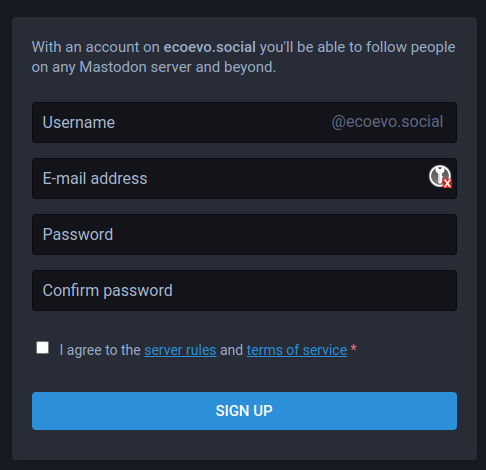 With an account on ecoevo.social you'll be able to follow people
on any Mastodon server and beyond.
Username @ecoevo.social
E-mail address
Password
Confirm password
I agree to the server rules and terms of service *
SIGN UP